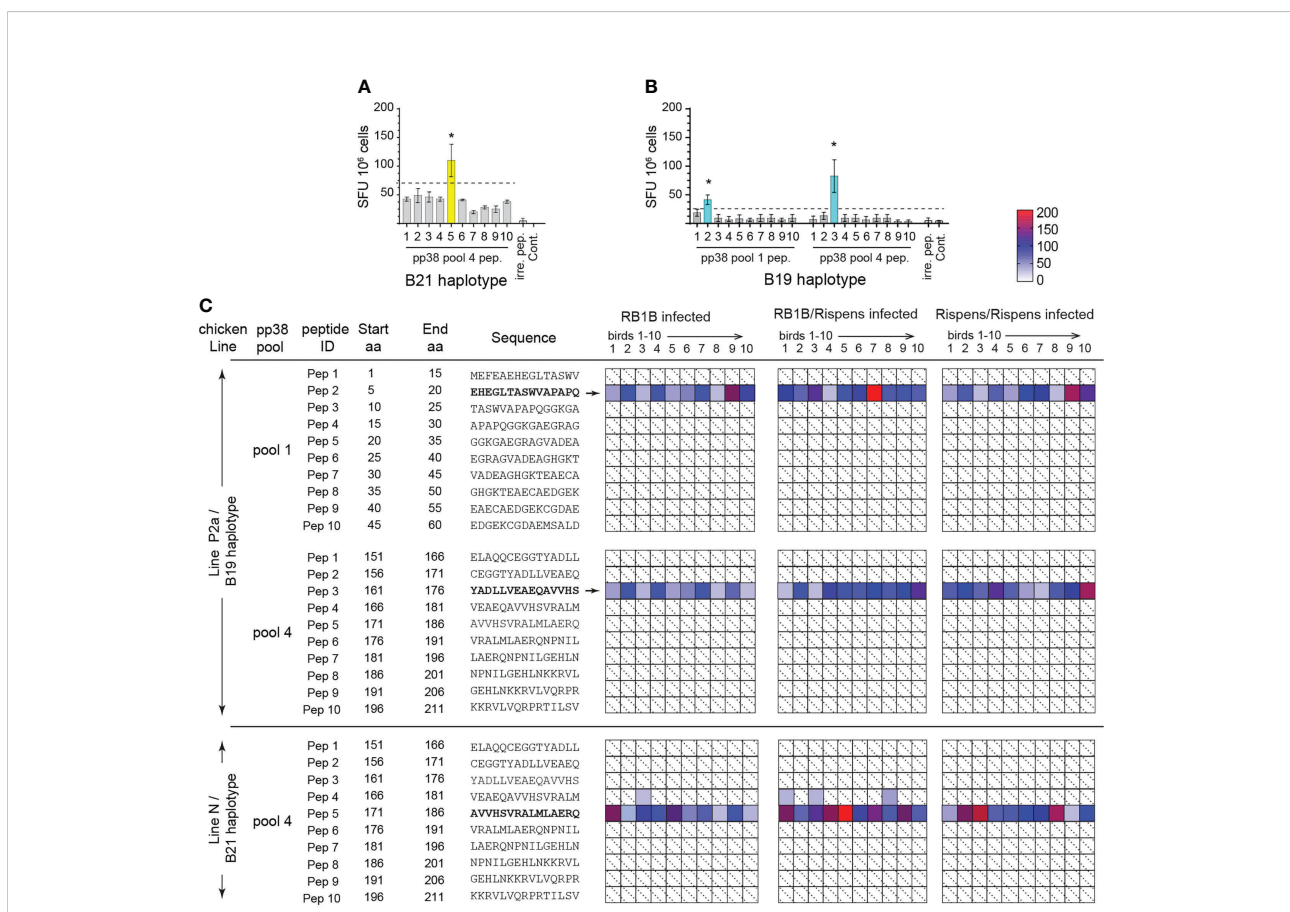 A
B
200
150
100
50
SFU 10⁶ cells
*
1 2 3 4 5 6 7 8 9 10
pp38 pool 4 pep.
irre. pep.
Cont.
B21 haplotype
200
150
100
50
SFU 10⁶ cells
*
*
1 2 3 4 5 6 7 8 9 10
1 2 3 4 5 6 7 8 9 10
pp38 pool 1 pep.
pp38 pool 4 pep.
irre. pep.
Cont.
B19 haplotype
200
150
100
50
0
C
chicken Line
pp38 pool
peptide ID
Start aa
End aa
Sequence
RB1B infected
birds 1-10
1 2 3 4 5 6 7 8 9 10
RB1B/Rispens infected
birds 1-10
1 2 3 4 5 6 7 8 9 10
Rispens/Rispens infected
birds 1-10
1 2 3 4 5 6 7 8 9 10
Line P2a / B19 haplotype
pool 1
Pep 1 1 15 MEFEAEHEGLTASWV
Pep 2 5 20 EHEGLTASWVAPAPQ
Pep 3 10 25 TASWVAPAPQGGKGA
Pep 4 15 30 APAPQGGKGAEGRAG
Pep 5 20 35 GGKGAEGRAGVADEA
Pep 6 25 40 EGRAGVADEAGHGKT
Pep 7 30 45 VADEAGHGKTEAECA
Pep 8 35 50 GHGKTEAECAEDGEK
Pep 9 40 55 EAECAEDGEKCGDAE
Pep 10 45 60 EDGEKCGDAEMSALD
pool 4
Pep 1 151 166 ELAQQCEGGTYADLL
Pep 2 156 171 CEGGTYADLLVEAEQ
Pep 3 161 176 YADLLVEAEQAVVHS
Pep 4 166 181 VEAEQAVVHSVRALM
Pep 5 171 186 AVVHSVRALMLAERQ
Pep 6 176 191 VRALMLAERQNPNIL
Pep 7 181 196 LAERQNPNILGEHLN
Pep 8 186 201 NPNILGEHLNKKRVL
Pep 9 191 206 GEHLNKKRVLVQRPR
Pep 10 196 211 KKRVLVQRPRTILSV
Line N / B21 haplotype
pool 4
Pep 1 151 166 ELAQQCEGGTYADLL
Pep 2 156 171 CEGGTYADLLVEAEQ
Pep 3 161 176 YADLLVEAEQAVVHS
Pep 4 166 181 VEAEQAVVHSVRALM
Pep 5 171 186 AVVHSVRALMLAERQ
Pep 6 176 191 VRALMLAERQNPNIL
Pep 7 181 196 LAERQNPNILGEHLN
Pep 8 186 201 NPNILGEHLNKKRVL
Pep 9 191 206 GEHLNKKRVLVQRPR
Pep 10 196 211 KKRVLVQRPRTILSV